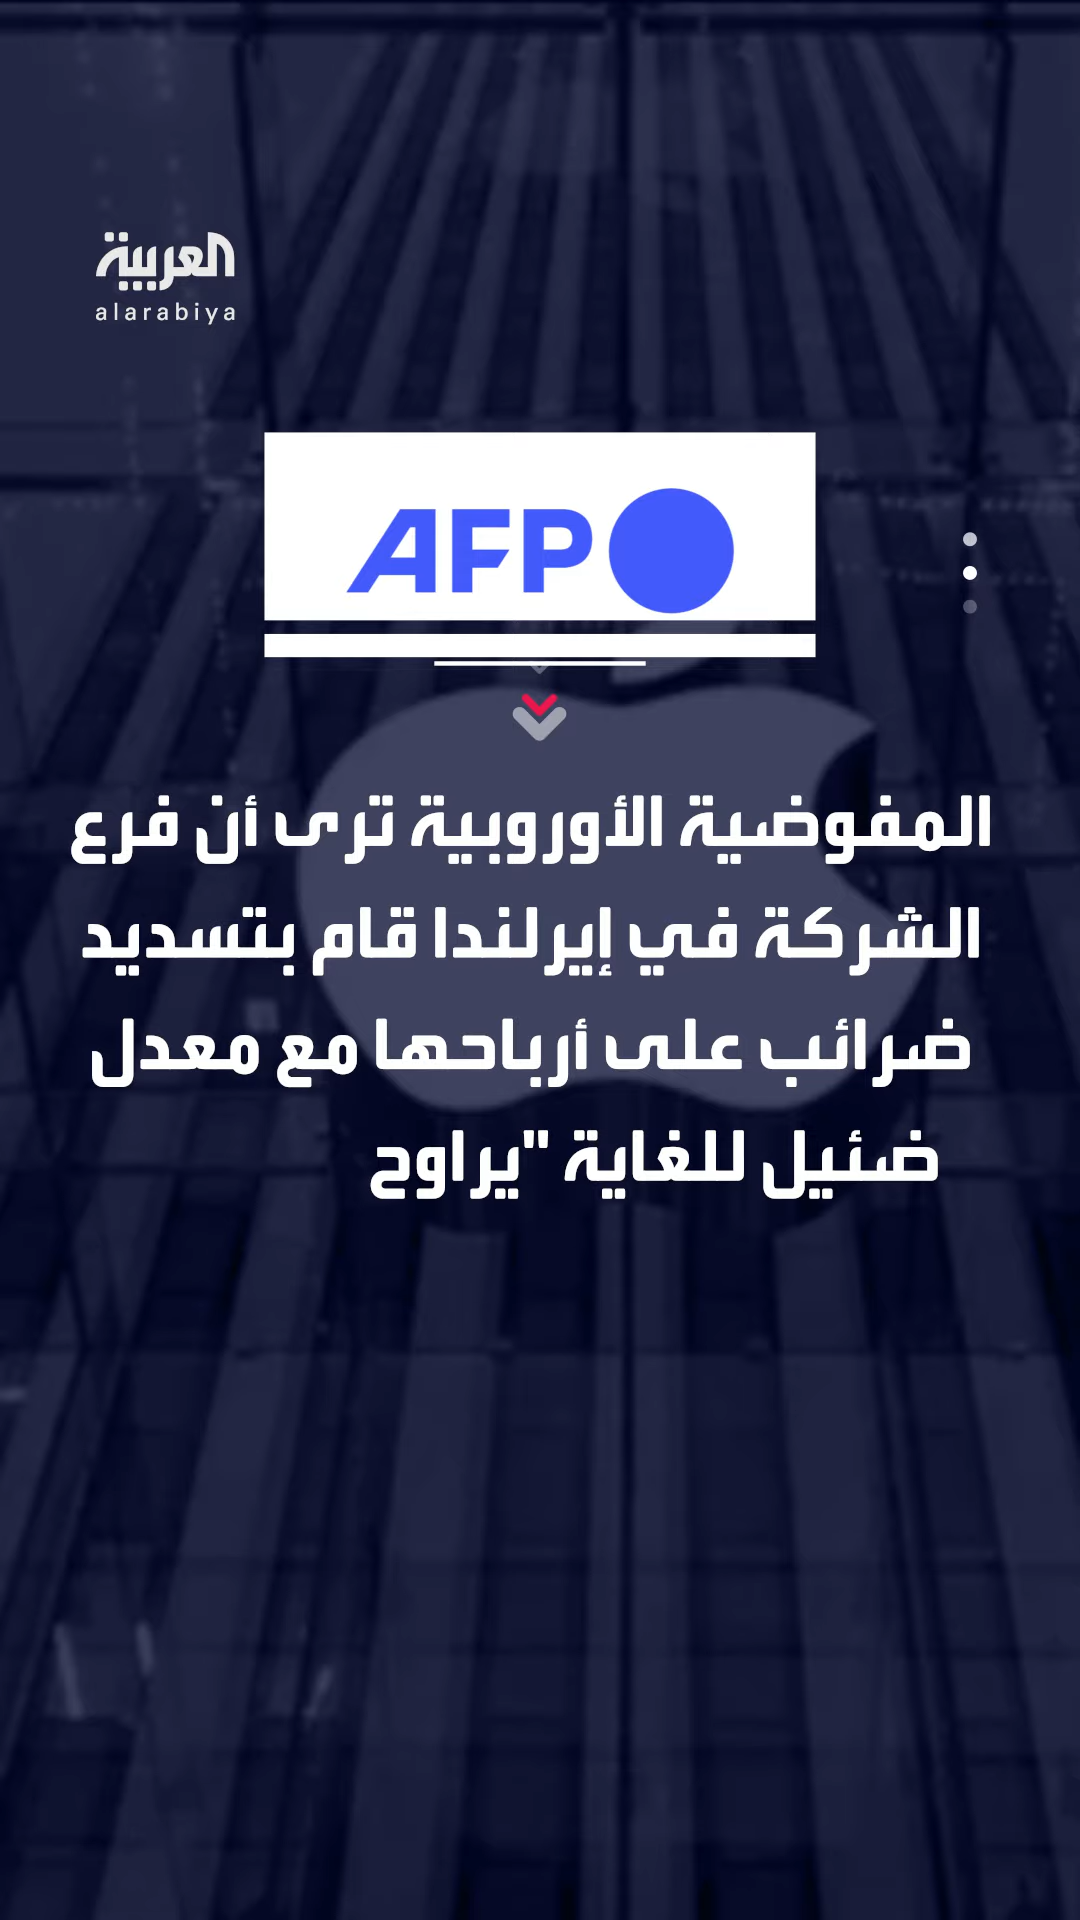 العربية
alarabiya
AFP
المفوضية الأوروبية ترى أن فرع
الشركة في إيرلندا قام بتسديد
ضرائب على أرباحها مع معدل
ضئيل للغاية "يراوح